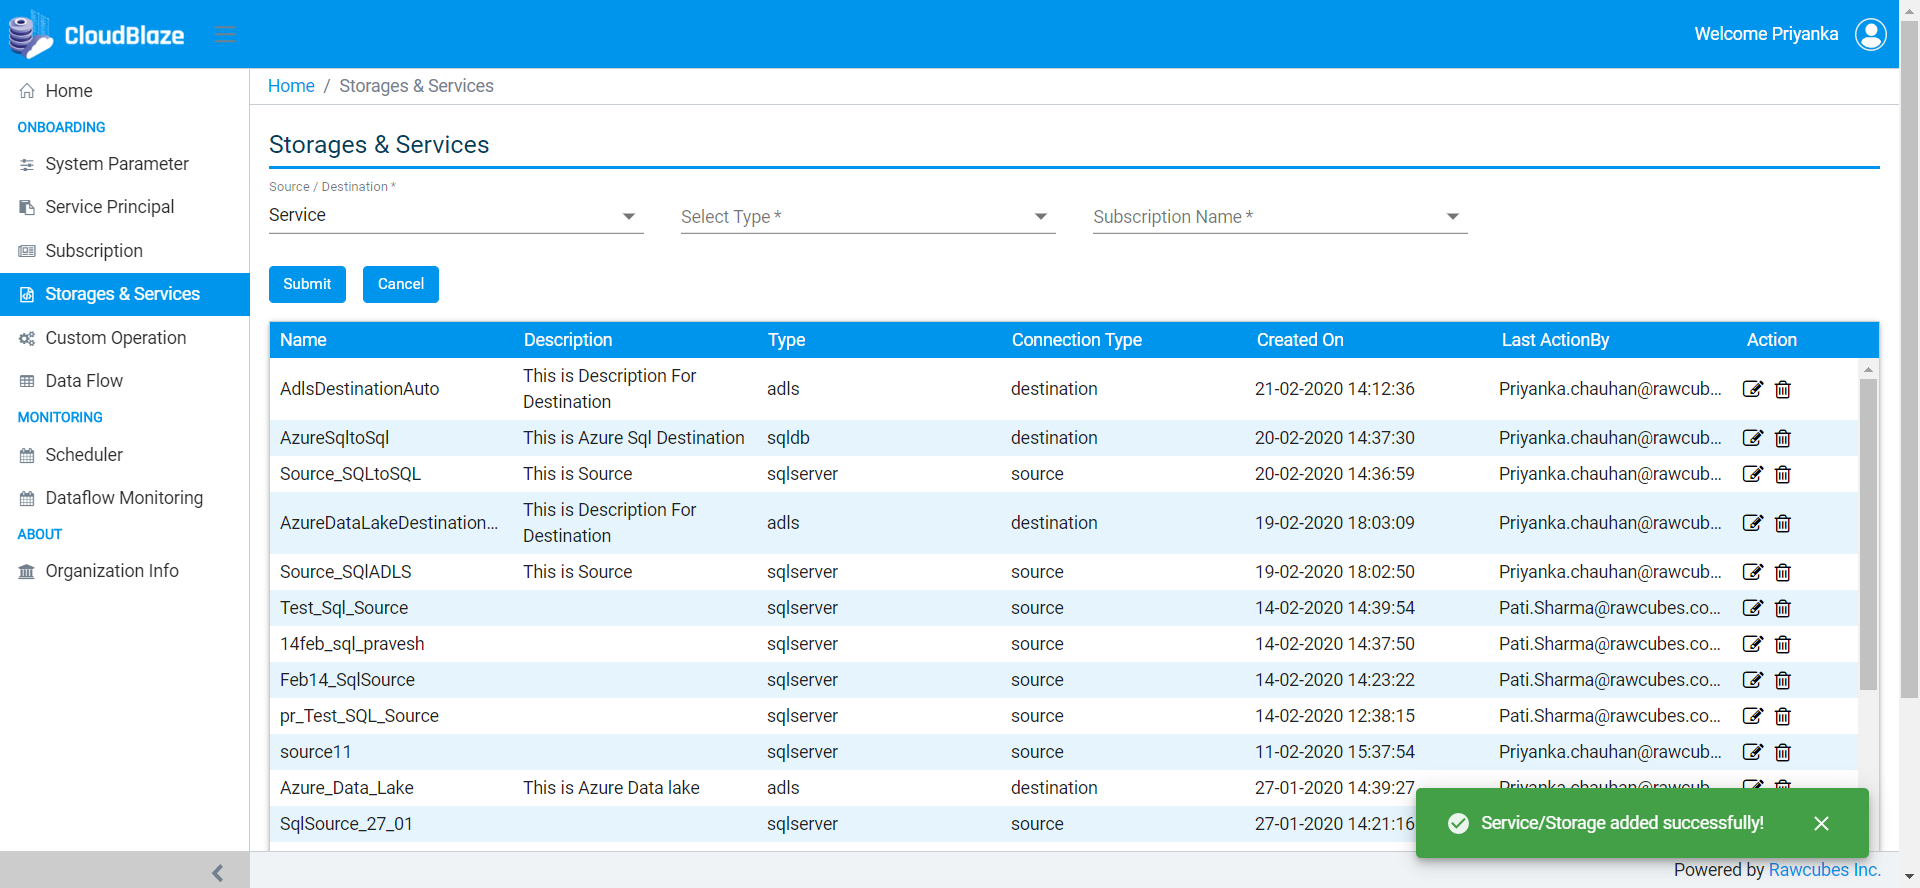 CloudBlaze
Welcome Priyanka
Home
ONBOARDING
System Parameter
Service Principal
Subscription
Storages & Services
Custom Operation
Data Flow
MONITORING
Scheduler
Dataflow Monitoring
ABOUT
Organization Info
Home / Storages & Services
Storages & Services
Source / Destination *
Service
Select Type *
Subscription Name *
Submit Cancel
Name Description Type Connection Type Created On Last ActionBy Action
AdlsDestinationAuto This is Description For Destination adls destination 21-02-2020 14:12:36 Priyanka.chauhan@rawcub...
AzureSqltoSql This is Azure Sql Destination sqldb destination 20-02-2020 14:37:30 Priyanka.chauhan@rawcub...
Source_SQLtoSQL This is Source sqlserver source 20-02-2020 14:36:59 Priyanka.chauhan@rawcub...
AzureDataLakeDestination... This is Description For Destination adls destination 19-02-2020 18:03:09 Priyanka.chauhan@rawcub...
Source_SQlADLS This is Source sqlserver source 19-02-2020 18:02:50 Priyanka.chauhan@rawcub...
Test_Sql_Source sqlserver source 14-02-2020 14:39:54 Pati.Sharma@rawcubes.co...
14feb_sql_pravesh sqlserver source 14-02-2020 14:37:50 Pati.Sharma@rawcubes.co...
Feb14_SqlSource sqlserver source 14-02-2020 14:23:22 Pati.Sharma@rawcubes.co...
pr_Test_SQL_Source sqlserver source 14-02-2020 12:38:15 Pati.Sharma@rawcubes.co...
source11 sqlserver source 11-02-2020 15:37:54 Priyanka.chauhan@rawcub...
Azure_Data_Lake This is Azure Data lake adls destination 27-01-2020 14:39:27 Priyanka.chauhan@rawcub...
SqlSource_27_01 sqlserver source 27-01-2020 14:21:16
Service/Storage added successfully!
Powered by Rawcubes Inc.